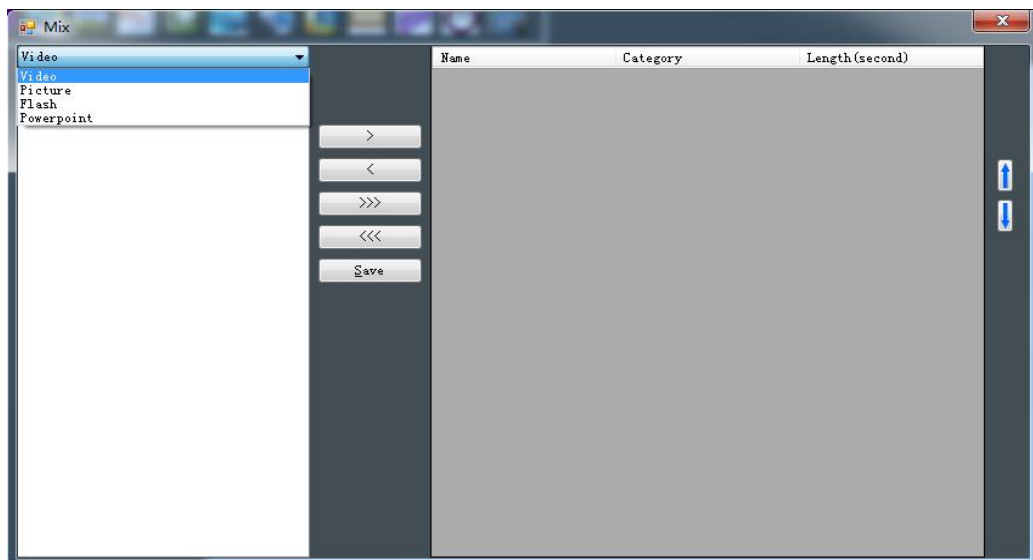 Mix
Video
Name Category Length(second)
Video
Picture
Flash
Powerpoint
>
<
>>>
<<<
Save